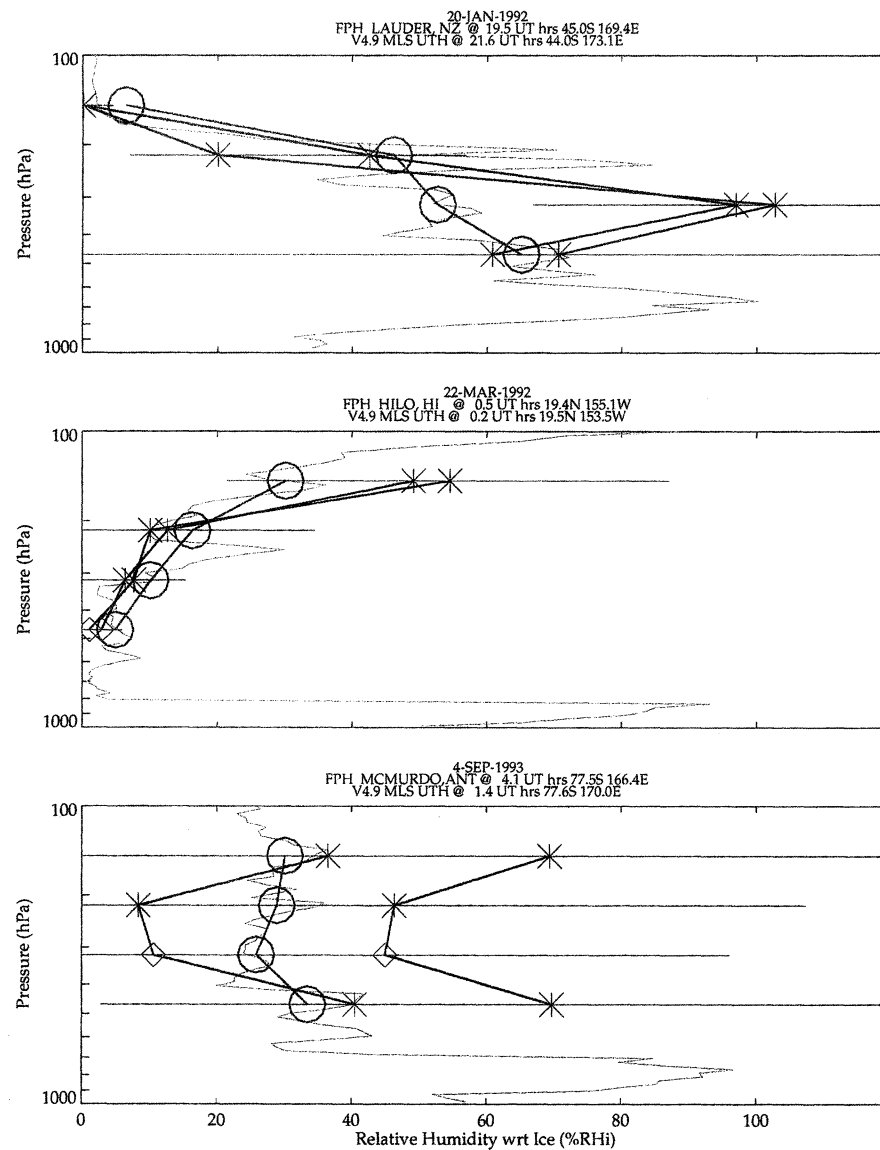 20-JAN-1992
FPH LAUDER, NZ @ 19.5 UT hrs 45.0S 169.4E
V4.9 MLS UTH @ 21.6 UT hrs 44.0S 173.1E
100
Pressure (hPa)
1000
22-MAR-1992
FPH HILO, HI @ 0.5 UT hrs 19.4N 155.1W
V4.9 MLS UTH @ 0.2 UT hrs 19.5N 153.5W
100
Pressure (hPa)
1000
4-SEP-1993
FPH MCMURDO,ANT @ 4.1 UT hrs 77.5S 166.4E
V4.9 MLS UTH @ 1.4 UT hrs 77.6S 170.0E
100
Pressure (hPa)
1000
0 20 40 60 80 100
Relative Humidity wrt Ice (%RHi)